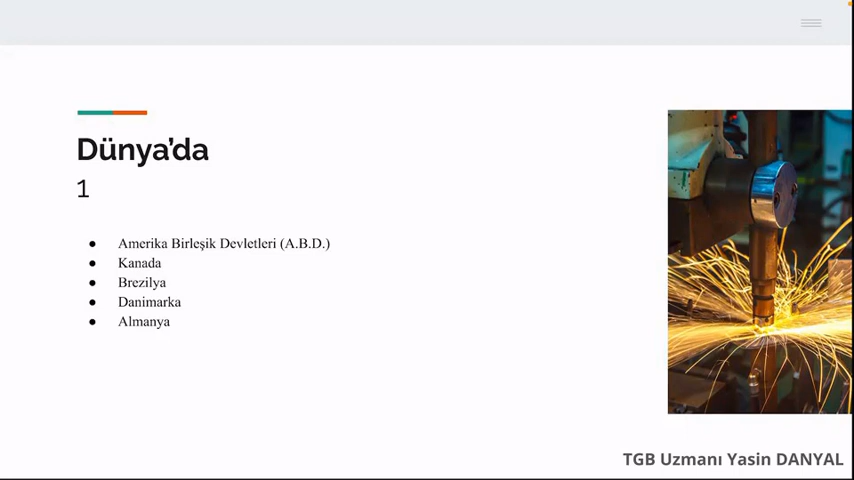 Dünya’da
1
● Amerika Birleşik Devletleri (A.B.D.)
● Kanada
● Brezilya
● Danimarka
● Almanya
TGB Uzmanı Yasin DANYAL